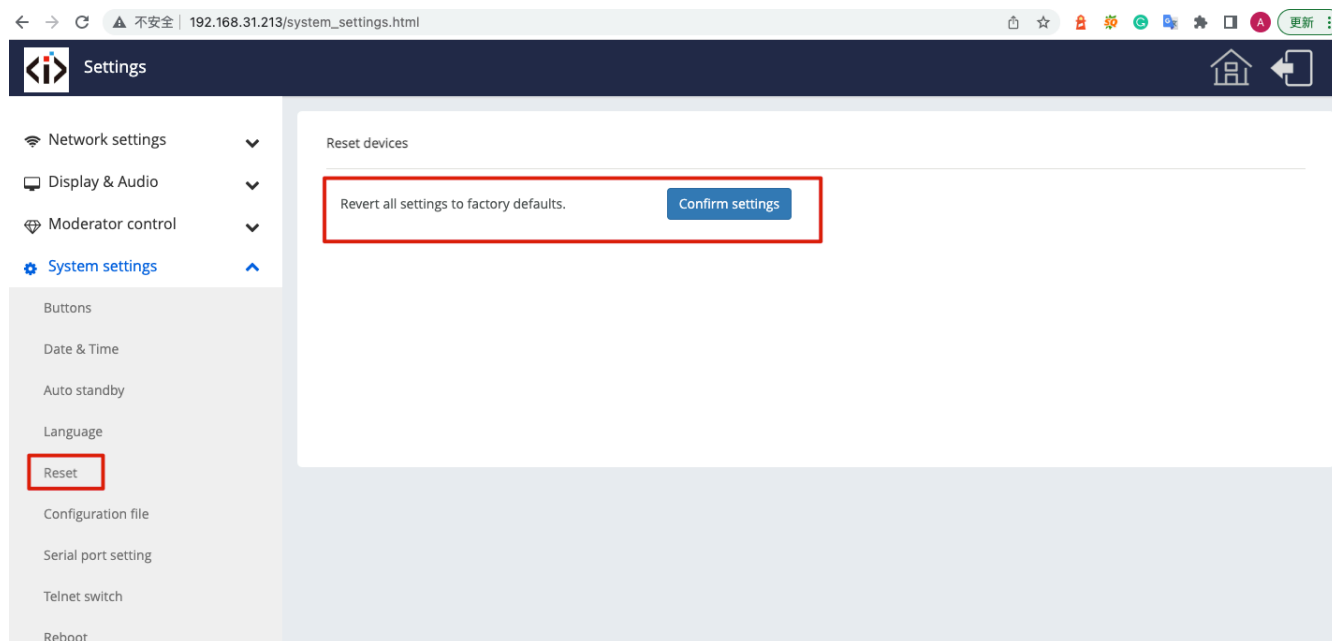 不安全 192.168.31.213/system_settings.html
更新
A
Settings
Network settings
Display & Audio
Moderator control
System settings
Buttons
Date & Time
Auto standby
Language
Reset
Configuration file
Serial port setting
Telnet switch
Reboot
Reset devices
Revert all settings to factory defaults.
Confirm settings